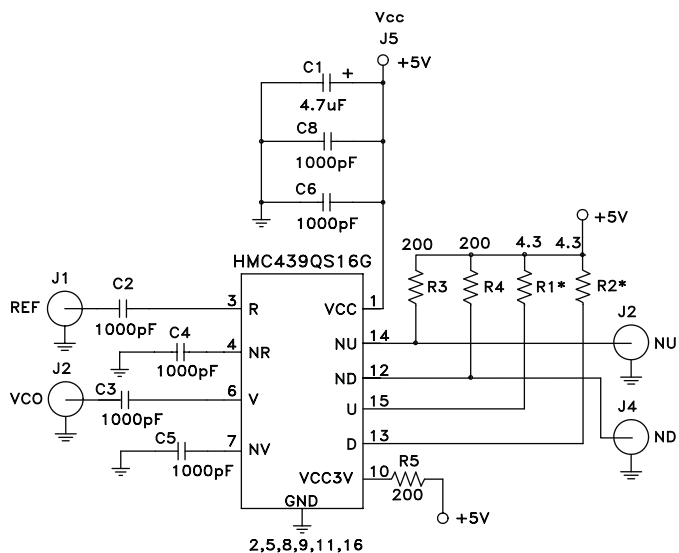 Vcc
J5
+5V
C1
+
4.7uF
C8
1000pF
C6
1000pF
+5V
200
200
4.3
4.3
HMC439QS16G
R3
R4
R1*
R2*
J1
REF
C2
1000pF
3
R
VCC
1
J2
NU
C4
1000pF
4
NR
NU
14
J2
VCO
C3
1000pF
6
V
ND
12
U
15
J4
ND
C5
1000pF
7
NV
D
13
VCC3V
10
R5
200
GND
+5V
2,5,8,9,11,16